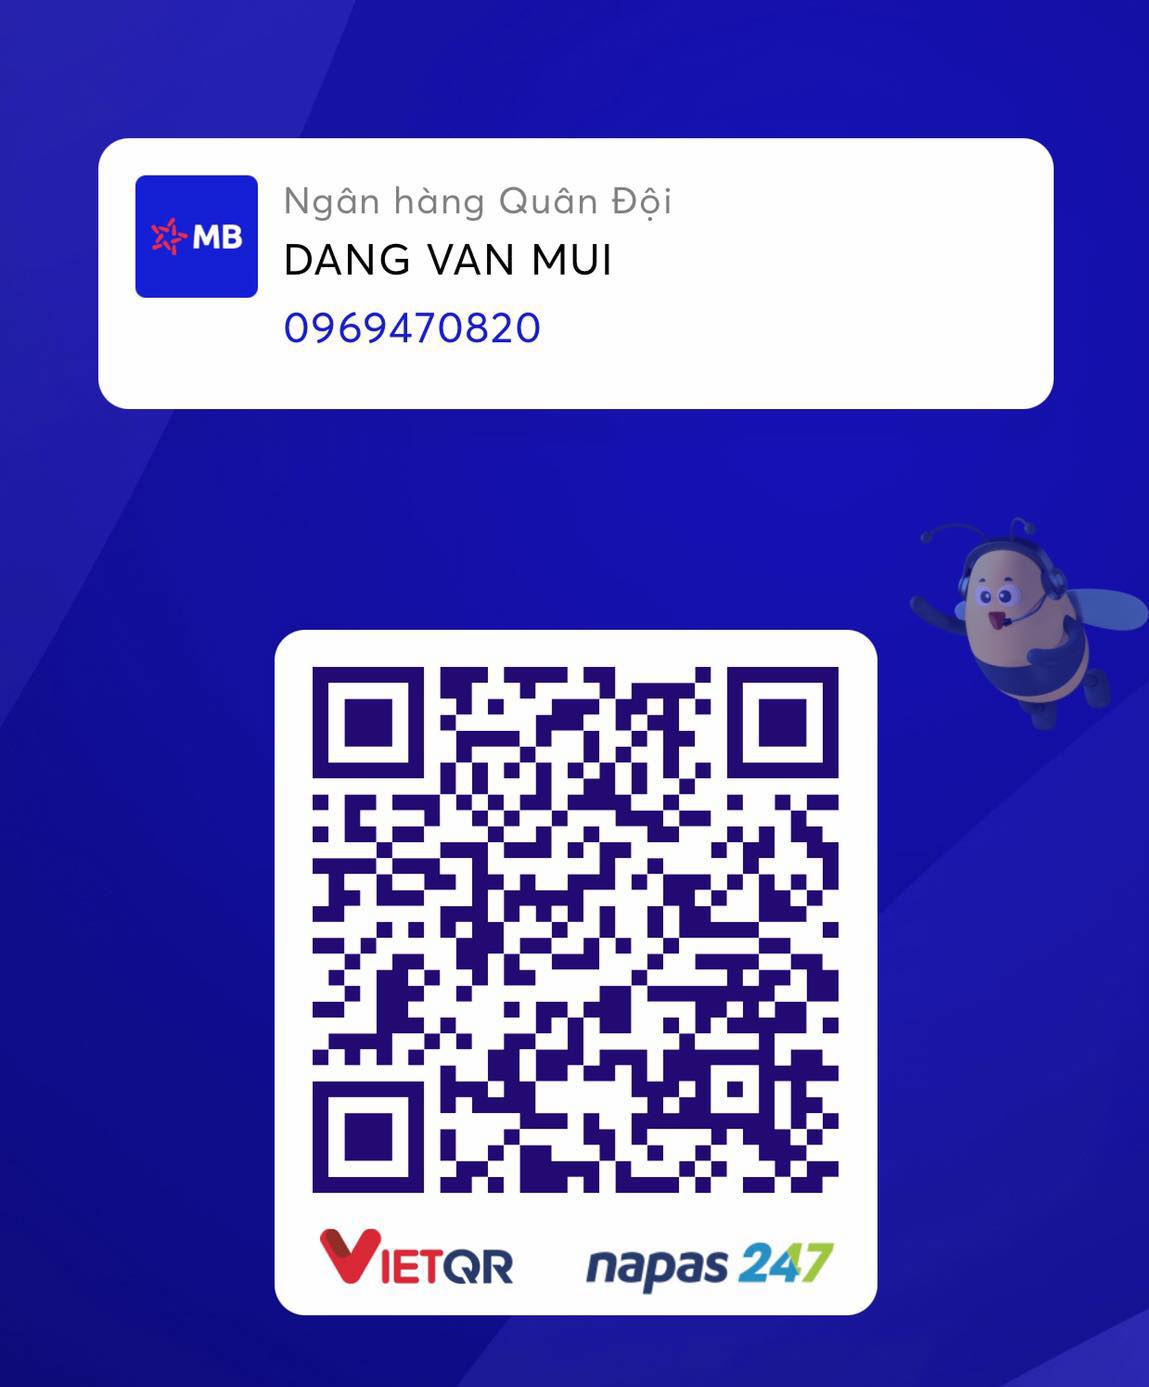 MB
Ngân hàng Quân Đội
DANG VAN MUI
0969470820
VIETQR
napas 247